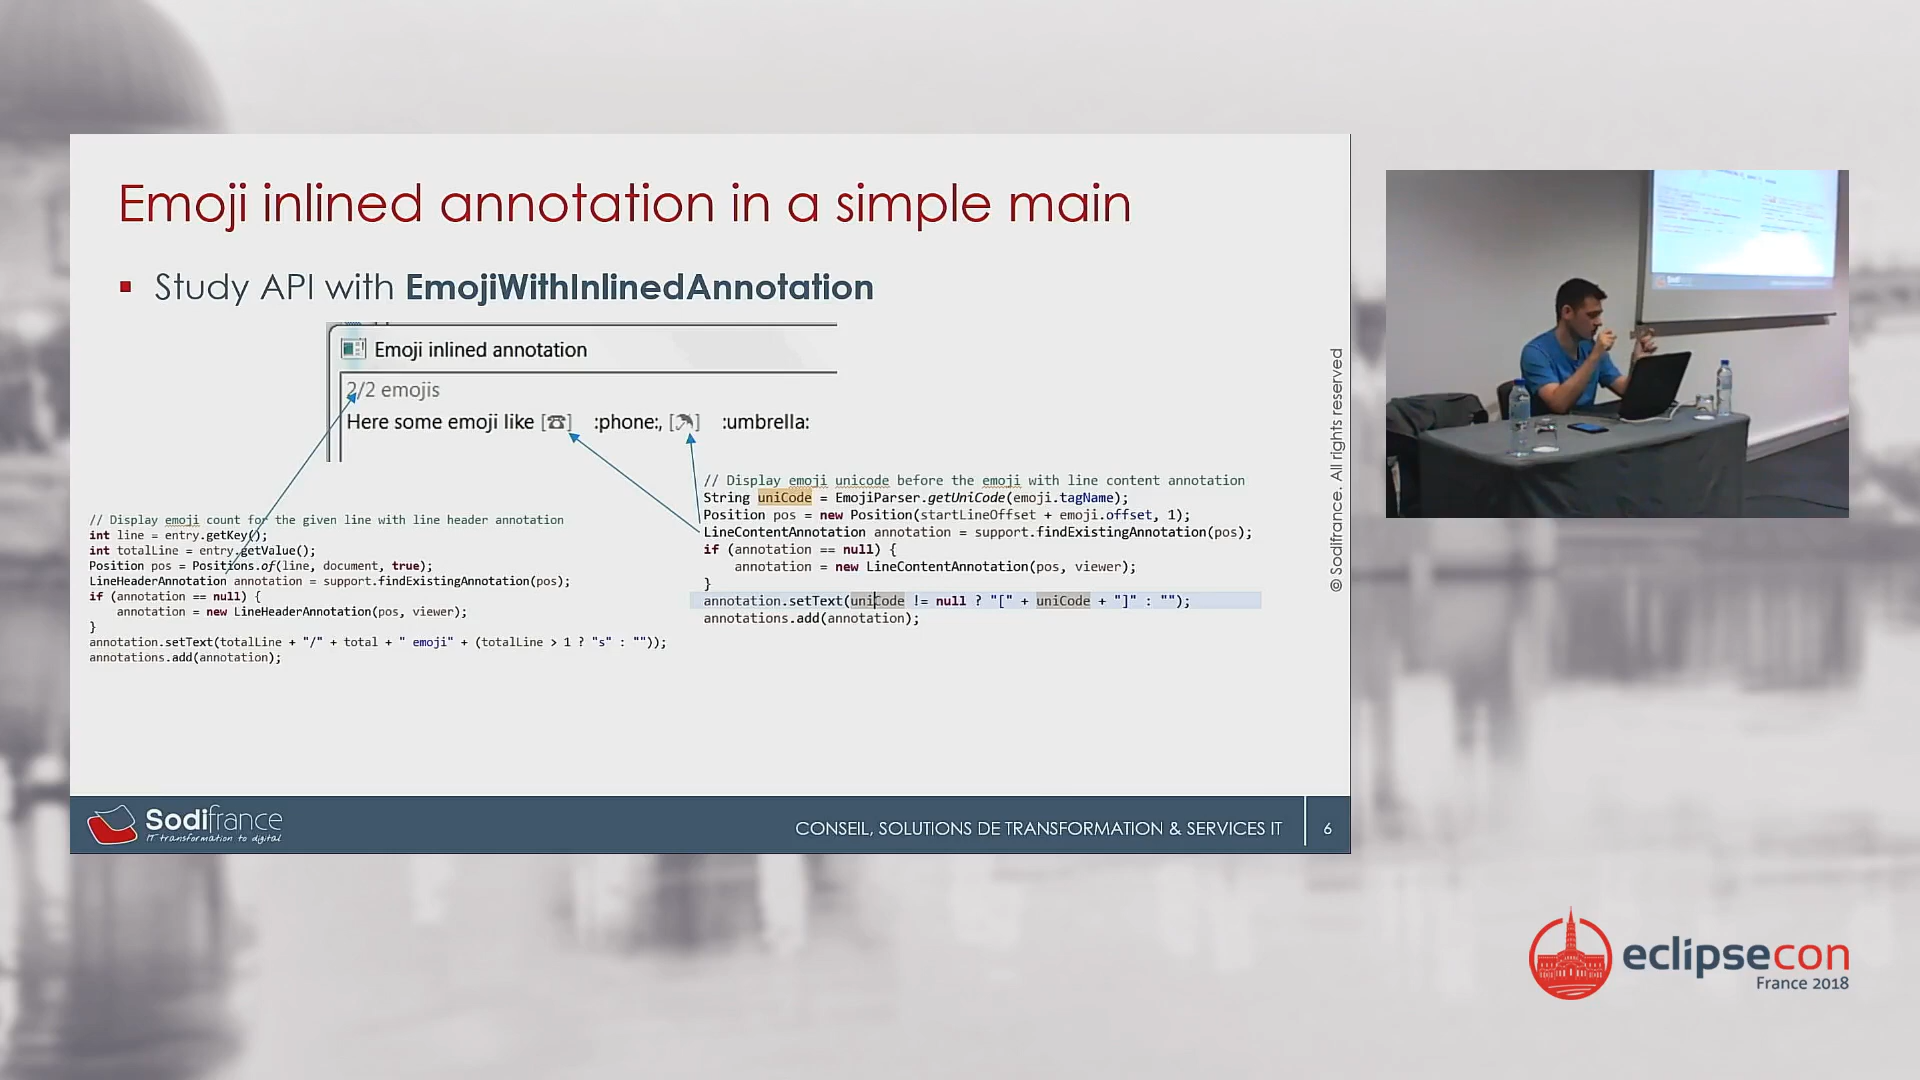 Emoji inlined annotation in a simple main
Study API with EmojiWithInlinedAnnotation
Emoji inlined annotation
2/2 emojis
Here some emoji like [☎] :phone:, [☂] :umbrella:
// Display emoji count for the given line with line header annotation
int line = entry.getKey();
int totalLine = entry.getValue();
Position pos = Positions.of(line, document, true);
LineHeaderAnnotation annotation = support.findExistingAnnotation(pos);
if (annotation == null) {
annotation = new LineHeaderAnnotation(pos, viewer);
}
annotation.setText(totalLine + "/" + total + " emoji" + (totalLine > 1 ? "s" : ""));
annotations.add(annotation);
// Display emoji unicode before the emoji with line content annotation
String uniCode = EmojiParser.getUniCode(emoji.tagName);
Position pos = new Position(startLineOffset + emoji.offset, 1);
LineContentAnnotation annotation = support.findExistingAnnotation(pos);
if (annotation == null) {
annotation = new LineContentAnnotation(pos, viewer);
}
annotation.setText(uniCode != null ? "[" + uniCode + "]" : "");
annotations.add(annotation);
© Sodifrance. All rights reserved
Sodifrance
IT transformation to digital
CONSEIL, SOLUTIONS DE TRANSFORMATION & SERVICES IT
6
eclipsecon
France 2018